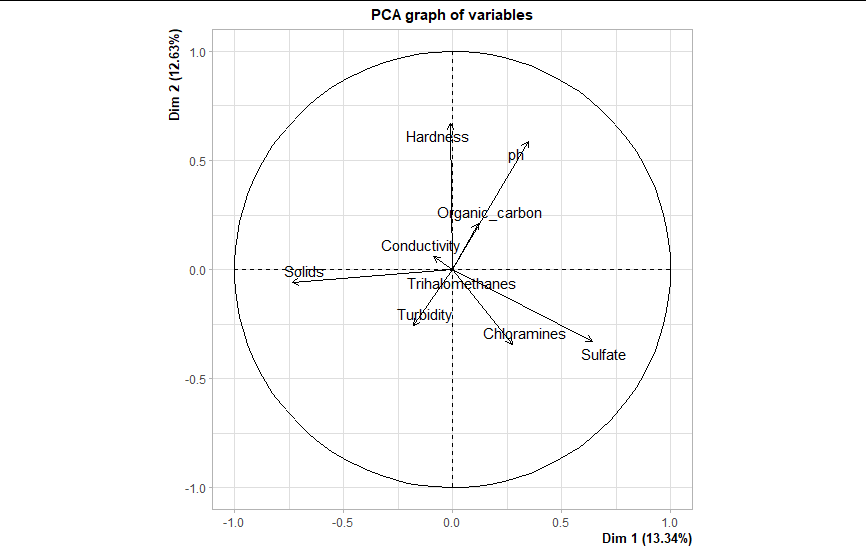 PCA graph of variables
Dim 2 (12.63%)
1.0
0.5
0.0
-0.5
-1.0
Hardness
ph
Organic_carbon
Conductivity
Solids
Trihalomethanes
Turbidity
Chloramines
Sulfate
-1.0
-0.5
0.0
0.5
1.0
Dim 1 (13.34%)